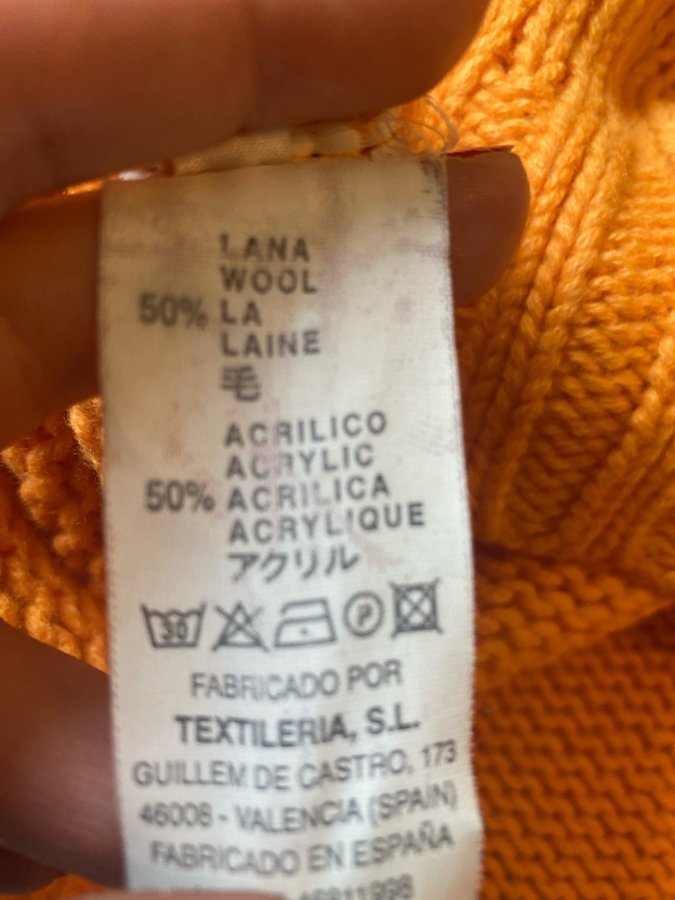 LANA
WOOL
50% LA
LAINE
毛
ACRILICO
ACRYLIC
50% ACRILICA
ACRYLIQUE
アクリル
30 P
FABRICADO POR
TEXTILERIA, S.L.
GUILLEM DE CASTRO, 173
46008 - VALENCIA (SPAIN)
FABRICADO EN ESPAÑA